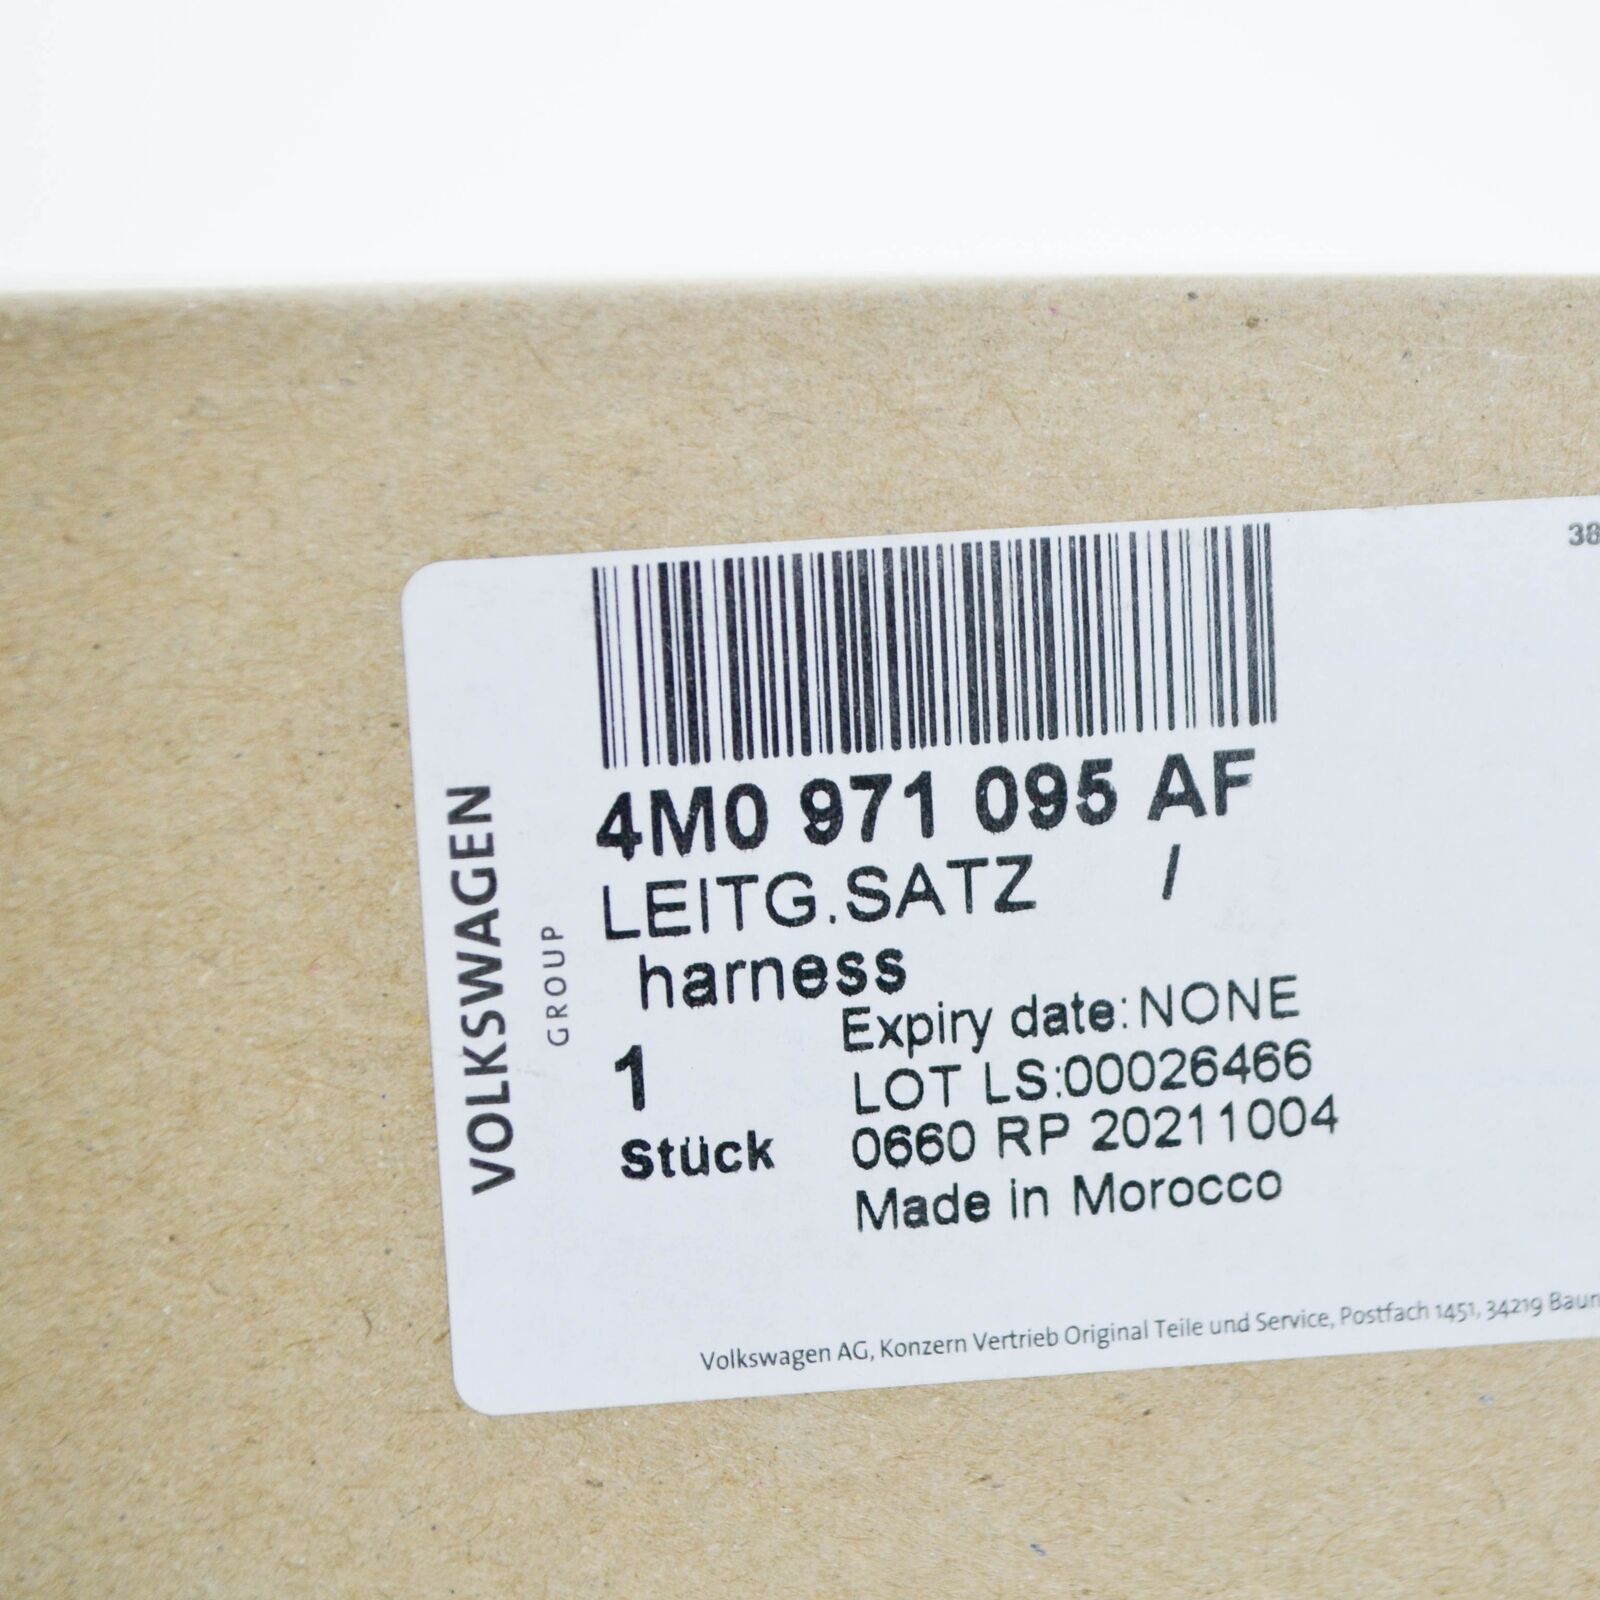 38
4M0 971 095 AF
LEITG.SATZ /
harness
Expiry date:NONE
1
LOT LS:00026466
Stück
0660 RP 20211004
Made in Morocco
VOLKSWAGEN
GROUP
Volkswagen AG, Konzern Vertrieb Original Teile und Service, Postfach 1451, 34219